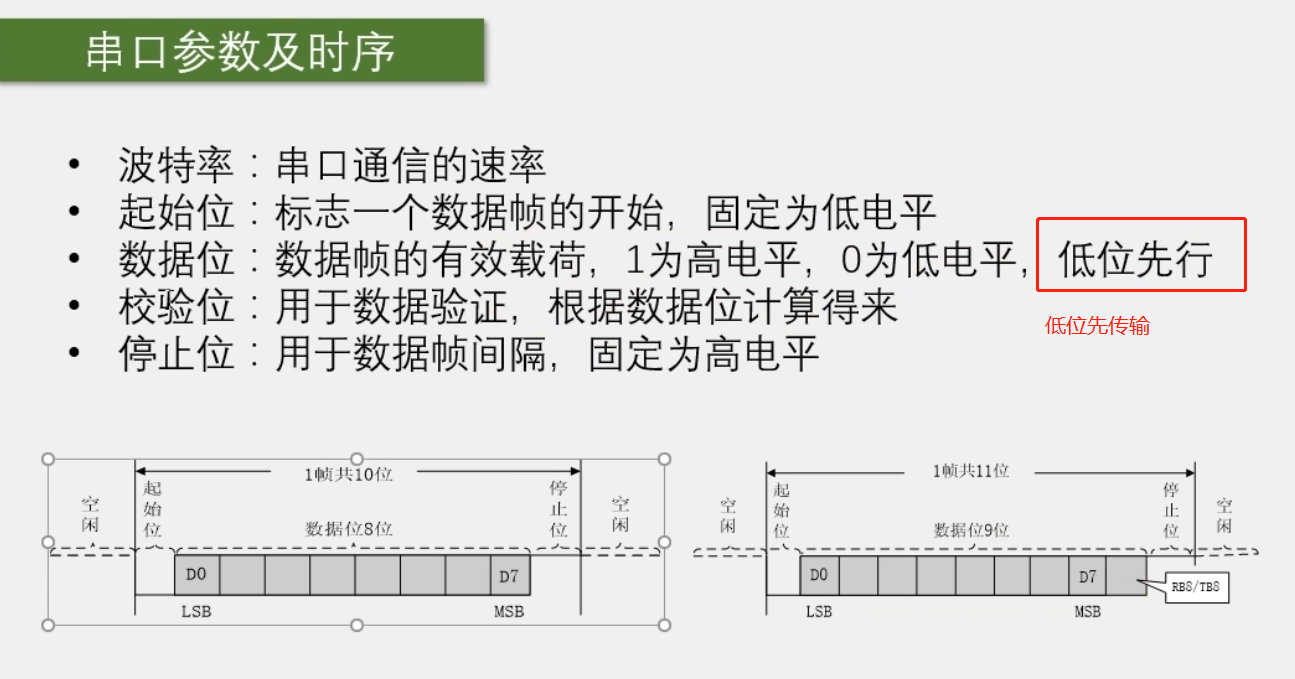 串口参数及时序
• 波特率：串口通信的速率
• 起始位：标志一个数据帧的开始，固定为低电平
• 数据位：数据帧的有效载荷，1为高电平，0为低电平，低位先行
低位先传输
• 校验位：用于数据验证，根据数据位计算得来
• 停止位：用于数据帧间隔，固定为高电平
1帧共10位
空闲
起始位
数据位8位
停止位
空闲
D0
D7
LSB
MSB
1帧共11位
空闲
起始位
数据位9位
停止位
空闲
D0
D7
RB8/TB8
LSB
MSB